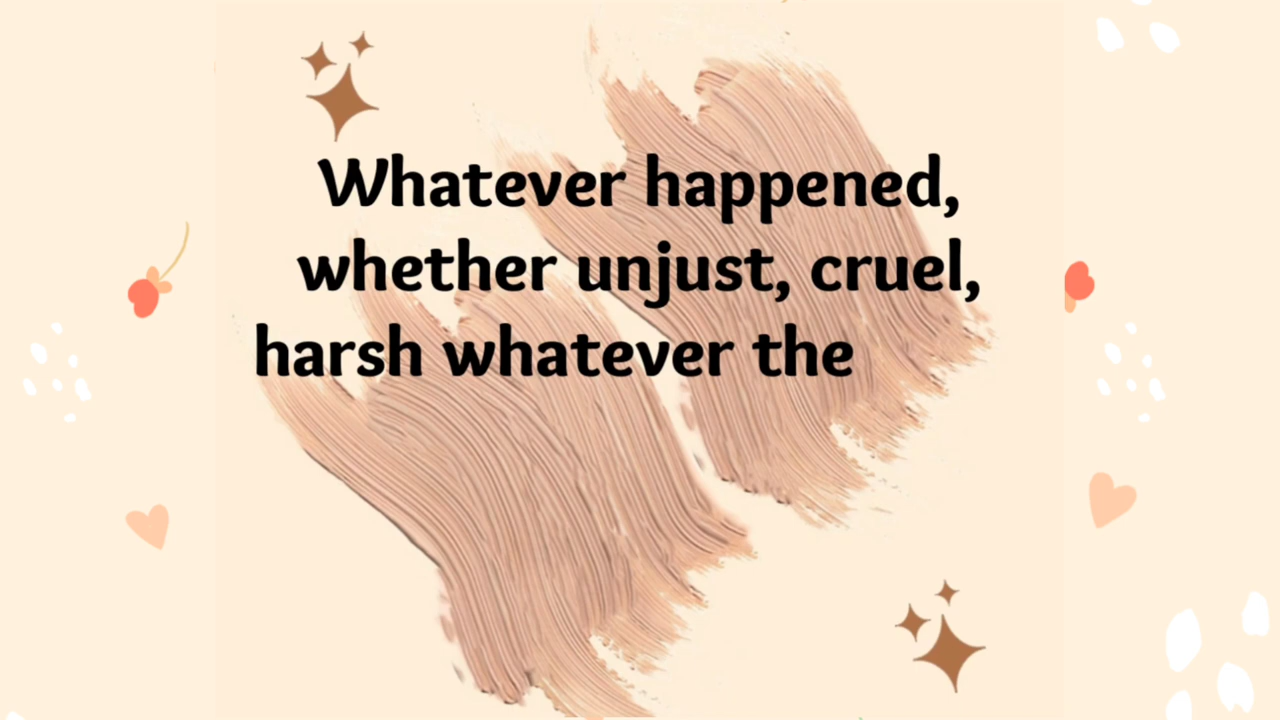 Whatever happened,
whether unjust, cruel,
harsh whatever the